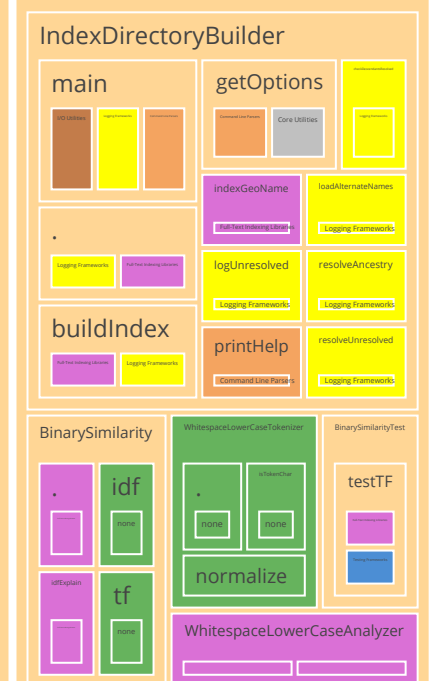 IndexDirectoryBuilder
main
I/O Utilities
Logging Frameworks
getOptions
Command Line Parsers
Core Utilities
Logging Frameworks
.
Logging Frameworks
Full-Text Indexing Libraries
buildIndex
Full-Text Indexing Libraries
Logging Frameworks
indexGeoName
Full-Text Indexing Libraries
loadAlternateNames
Logging Frameworks
logUnresolved
Logging Frameworks
resolveAncestry
Logging Frameworks
printHelp
Command Line Parsers
resolveUnresolved
Logging Frameworks
BinarySimilarity
.
idf
none
idfExplain
tf
none
WhitespaceLowerCaseTokenizer
.
none
isTokenChar
none
normalize
BinarySimilarityTest
testTF
Testing Frameworks
WhitespaceLowerCaseAnalyzer